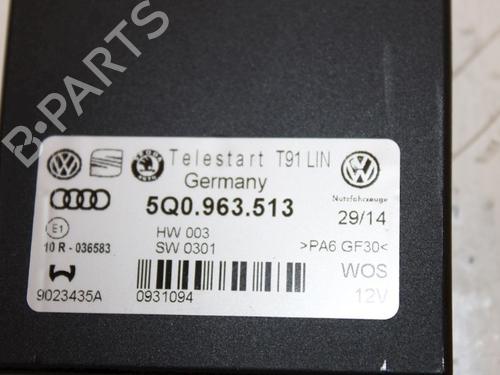 B-PARTS
Telestart T91 LIN
Germany
Nutzfahrzeuge
5Q0.963.513
29/14
E1
HW 003
10 R - 036583
SW 0301
>PA6 GF30<
WOS
9023435A
0931094
12V